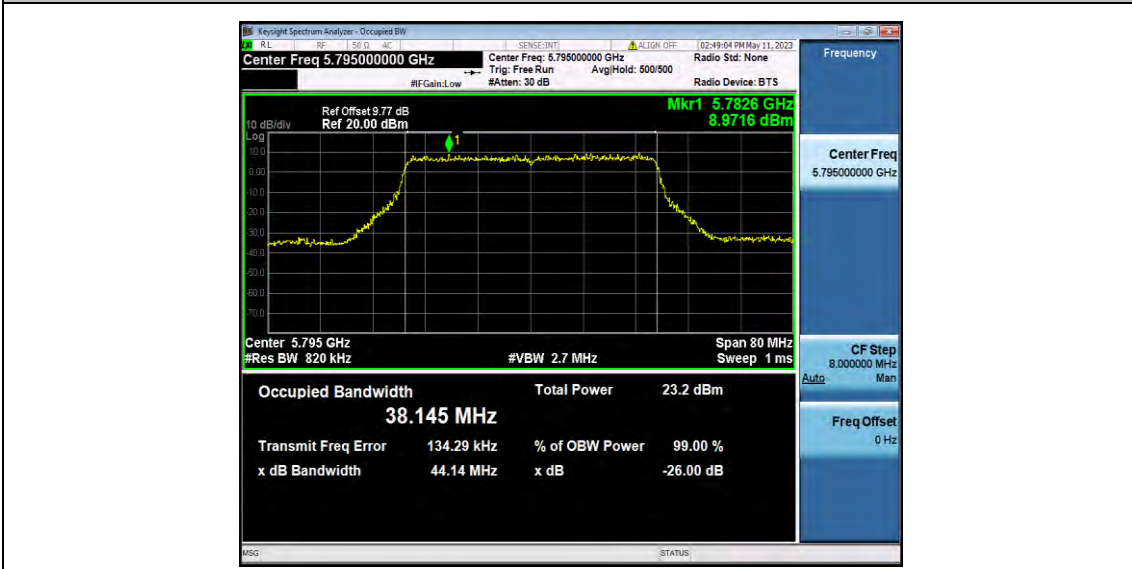 Keysight Spectrum Analyzer - Occupied BW
RL RF 50 Ω AC SENSE:INT ALIGN OFF 02:49:04 PM May 11, 2023
Center Freq 5.795000000 GHz
Center Freq: 5.795000000 GHz
Radio Std: None
Trig: Free Run Avg|Hold: 500/500
#IFGain:Low #Atten: 30 dB Radio Device: BTS
Frequency
Ref Offset 9.77 dB
10 dB/div Ref 20.00 dBm
Mkr1 5.7826 GHz
8.9716 dBm
Log
1
10.0
0.00
-10.0
-20.0
-30.0
-40.0
-50.0
-60.0
-70.0
Center 5.795 GHz Span 80 MHz
#Res BW 820 kHz #VBW 2.7 MHz Sweep 1 ms
Center Freq
5.795000000 GHz
CF Step
8.000000 MHz
Auto Man
Freq Offset
0 Hz
Occupied Bandwidth Total Power 23.2 dBm
38.145 MHz
Transmit Freq Error 134.29 kHz % of OBW Power 99.00 %
x dB Bandwidth 44.14 MHz x dB -26.00 dB
MSG STATUS